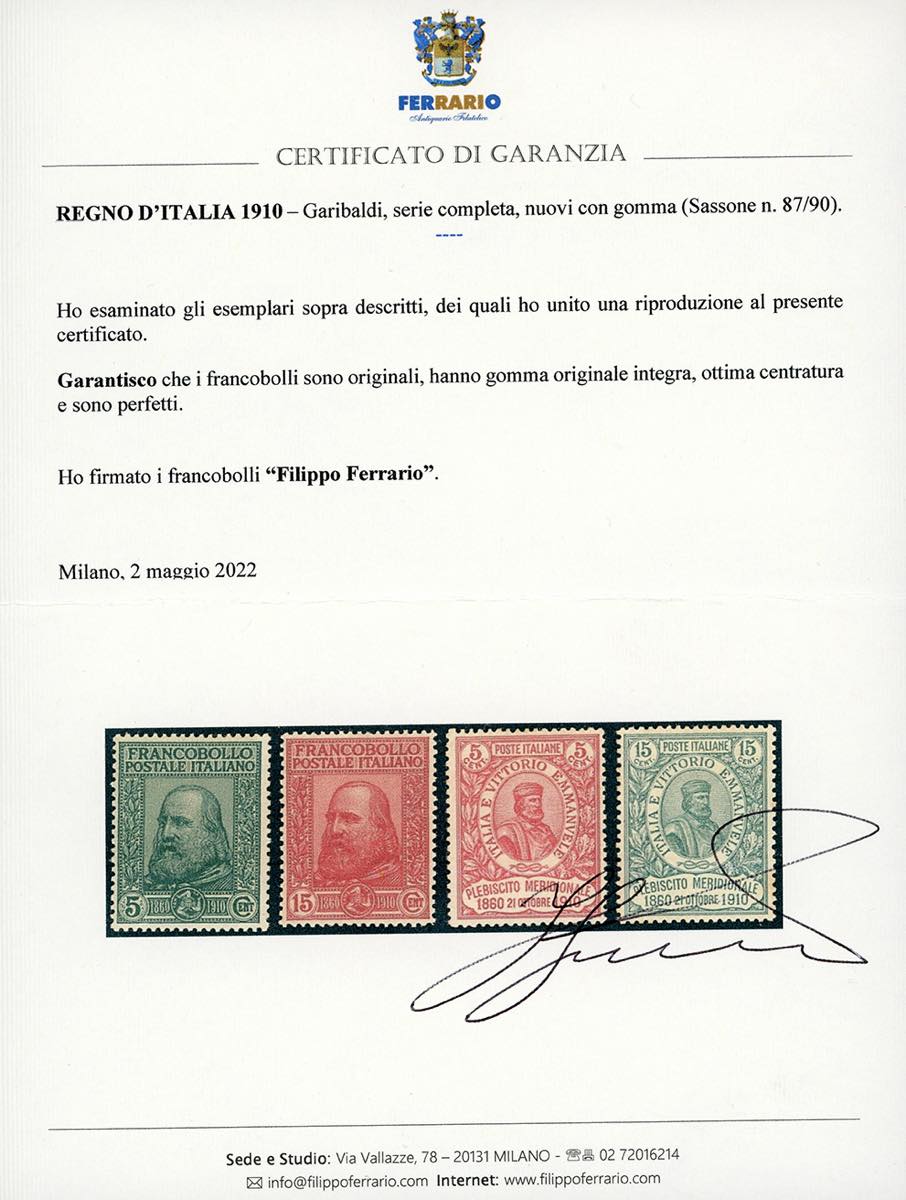 FERRARIO
Antiquario Filatelico
CERTIFICATO DI GARANZIA
REGNO D'ITALIA 1910 – Garibaldi, serie completa, nuovi con gomma (Sassone n. 87/90).
----
Ho esaminato gli esemplari sopra descritti, dei quali ho unito una riproduzione al presente
certificato.
Garantisco che i francobolli sono originali, hanno gomma originale integra, ottima centratura
e sono perfetti.
Ho firmato i francobolli “Filippo Ferrario”.
Milano, 2 maggio 2022
FRANCOBOLLO
POSTALE ITALIANO
5 1860 1910 CENT
FRANCOBOLLO
POSTALE ITALIANO
15 1860 1910 CENT
5 CENT. POSTE ITALIANE 5 CENT.
ITALIA E VITTORIO EMMANVELE
PLEBISCITO MERIDIONALE
1860 21 OTTOBRE 1910
15 CENT. POSTE ITALIANE 15 CENT.
ITALIA E VITTORIO EMMANVELE
PLEBISCITO MERIDIONALE
1860 21 OTTOBRE 1910
Sede e Studio: Via Vallazze, 78 – 20131 MILANO - ☎ 02 72016214
✉ info@filippoferrario.com Internet: www.filippoferrario.com